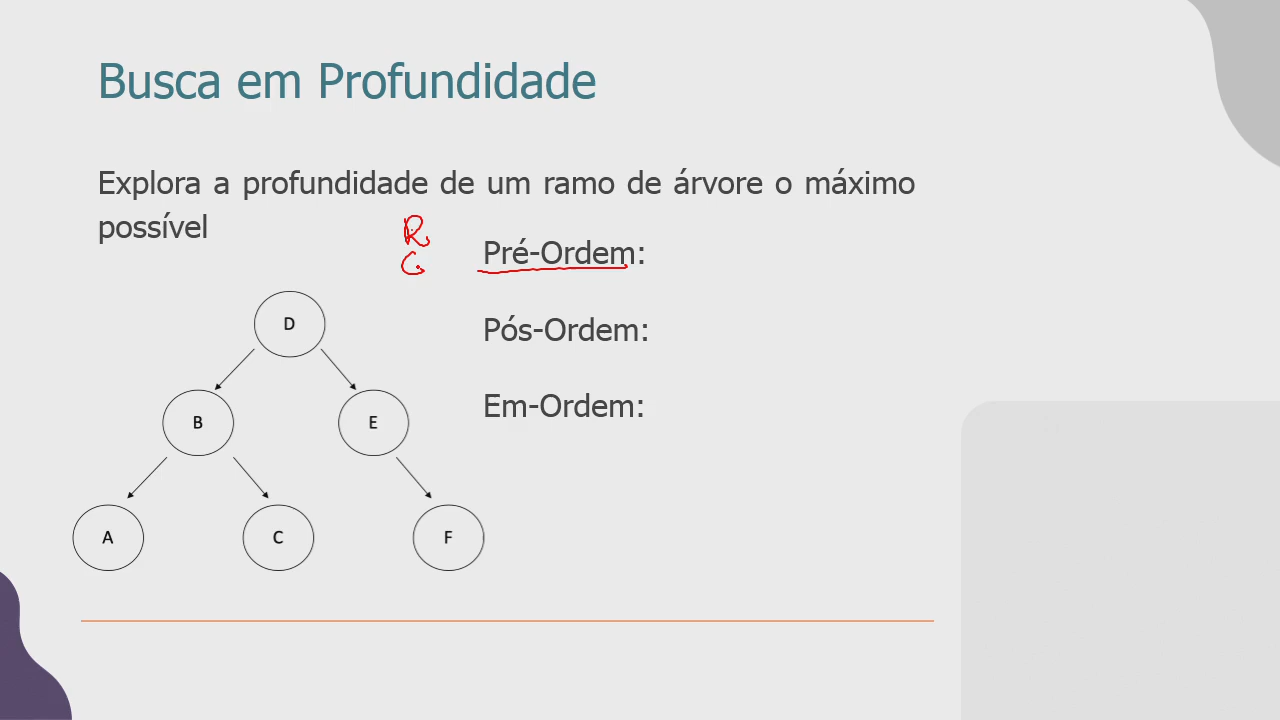 Busca em Profundidade
Explora a profundidade de um ramo de árvore o máximo
possível
R
Pré-Ordem:
Pós-Ordem:
Em-Ordem:
D
B
E
A
C
F